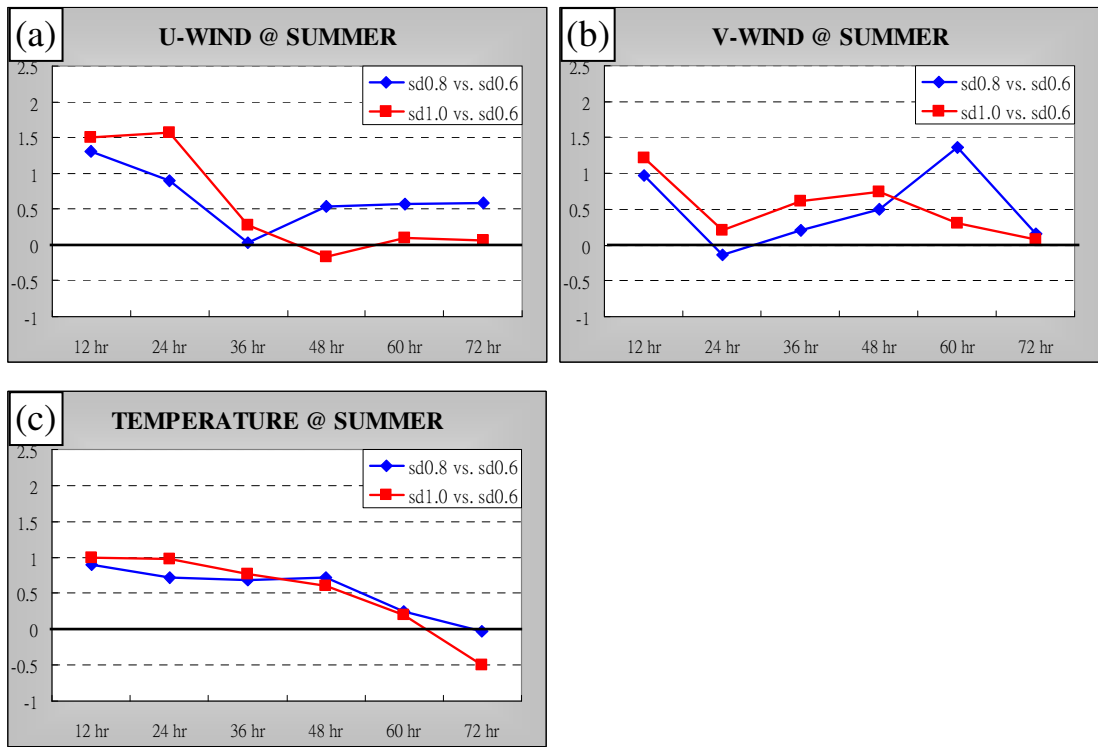 (a)
U-WIND @ SUMMER
2.5
2
1.5
1
0.5
0
-0.5
-1
sd0.8 vs. sd0.6
sd1.0 vs. sd0.6
12 hr 24 hr 36 hr 48 hr 60 hr 72 hr
(b)
V-WIND @ SUMMER
2.5
2
1.5
1
0.5
0
-0.5
-1
sd0.8 vs. sd0.6
sd1.0 vs. sd0.6
12 hr 24 hr 36 hr 48 hr 60 hr 72 hr
(c)
TEMPERATURE @ SUMMER
2.5
2
1.5
1
0.5
0
-0.5
-1
sd0.8 vs. sd0.6
sd1.0 vs. sd0.6
12 hr 24 hr 36 hr 48 hr 60 hr 72 hr